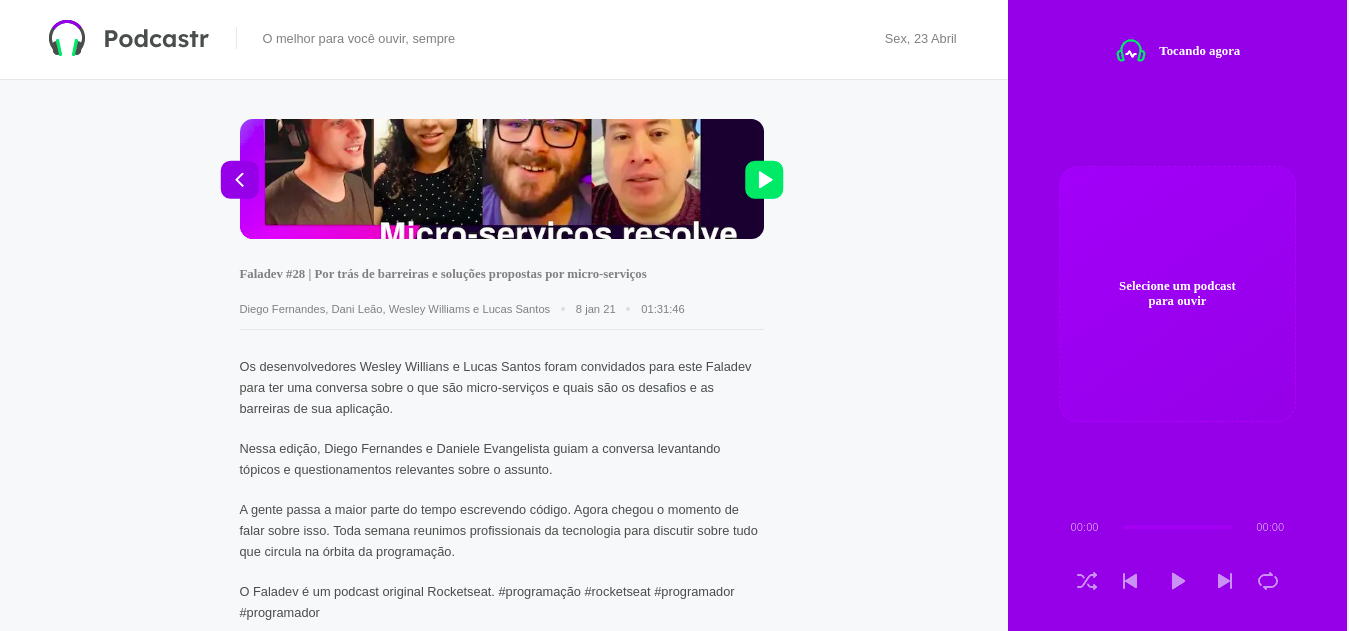 Podcastr
O melhor para você ouvir, sempre
Sex, 23 Abril
Micro-serviços resolve
Faladev #28 | Por trás de barreiras e soluções propostas por micro-serviços
Diego Fernandes, Dani Leão, Wesley Williams e Lucas Santos • 8 jan 21 • 01:31:46
Os desenvolvedores Wesley Willians e Lucas Santos foram convidados para este Faladev
para ter uma conversa sobre o que são micro-serviços e quais são os desafios e as
barreiras de sua aplicação.
Nessa edição, Diego Fernandes e Daniele Evangelista guiam a conversa levantando
tópicos e questionamentos relevantes sobre o assunto.
A gente passa a maior parte do tempo escrevendo código. Agora chegou o momento de
falar sobre isso. Toda semana reunimos profissionais da tecnologia para discutir sobre tudo
que circula na órbita da programação.
O Faladev é um podcast original Rocketseat. #programação #rocketseat #programador
#programador
Tocando agora
Selecione um podcast
para ouvir
00:00
00:00